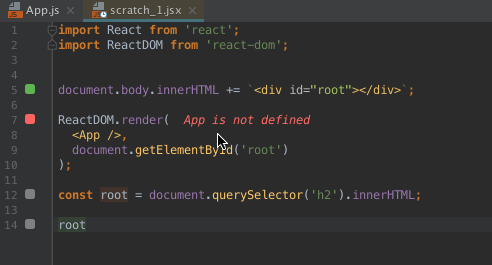 App.js × scratch_1.jsx ×
1 import React from 'react';
2 import ReactDOM from 'react-dom';
3
4
5 document.body.innerHTML += `<div id="root"></div>`;
6
7 ReactDOM.render( App is not defined
8 <App />,
9 document.getElementById('root')
10 );
11
12 const root = document.querySelector('h2').innerHTML;
13
14 root